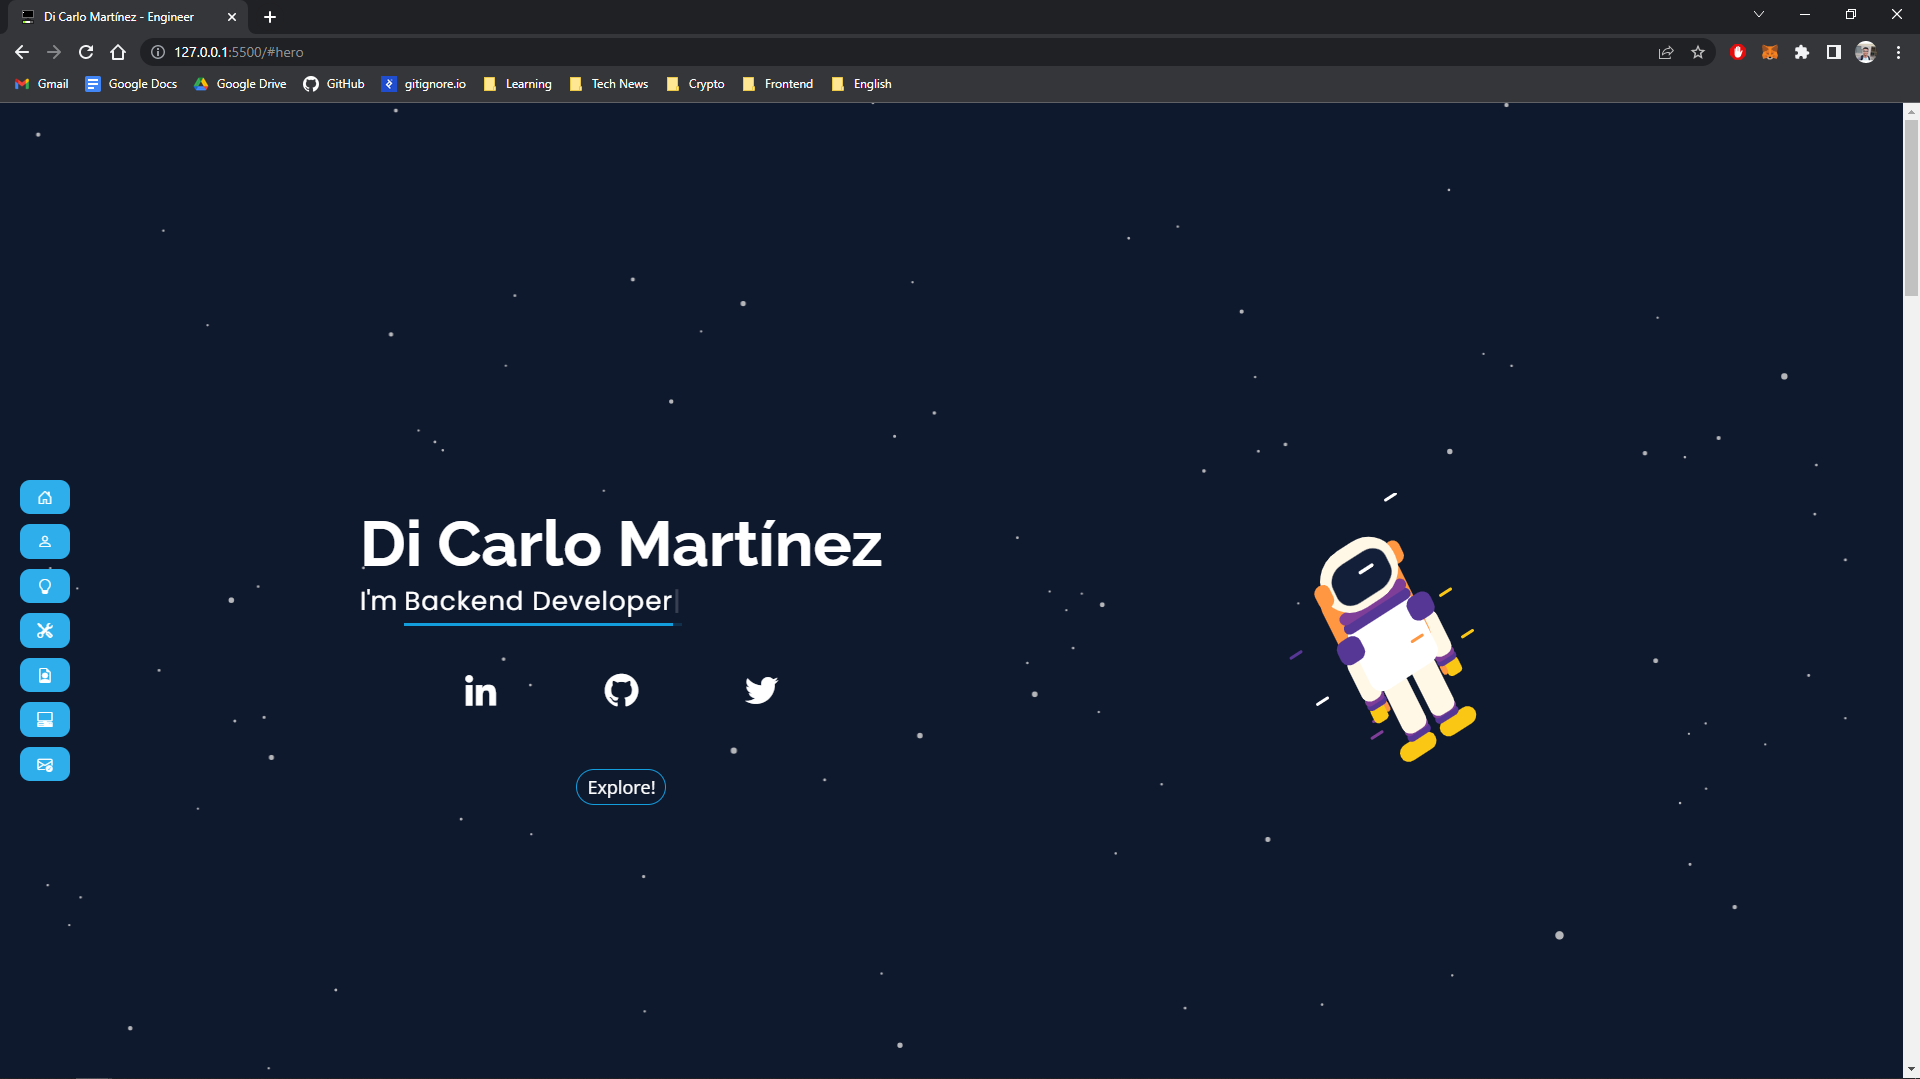 Di Carlo Martínez - Engineer
127.0.0.1:5500/#hero
Gmail
Google Docs
Google Drive
GitHub
gitignore.io
Learning
Tech News
Crypto
Frontend
English
Di Carlo Martínez
I'm Backend Developer|
in
Explore!